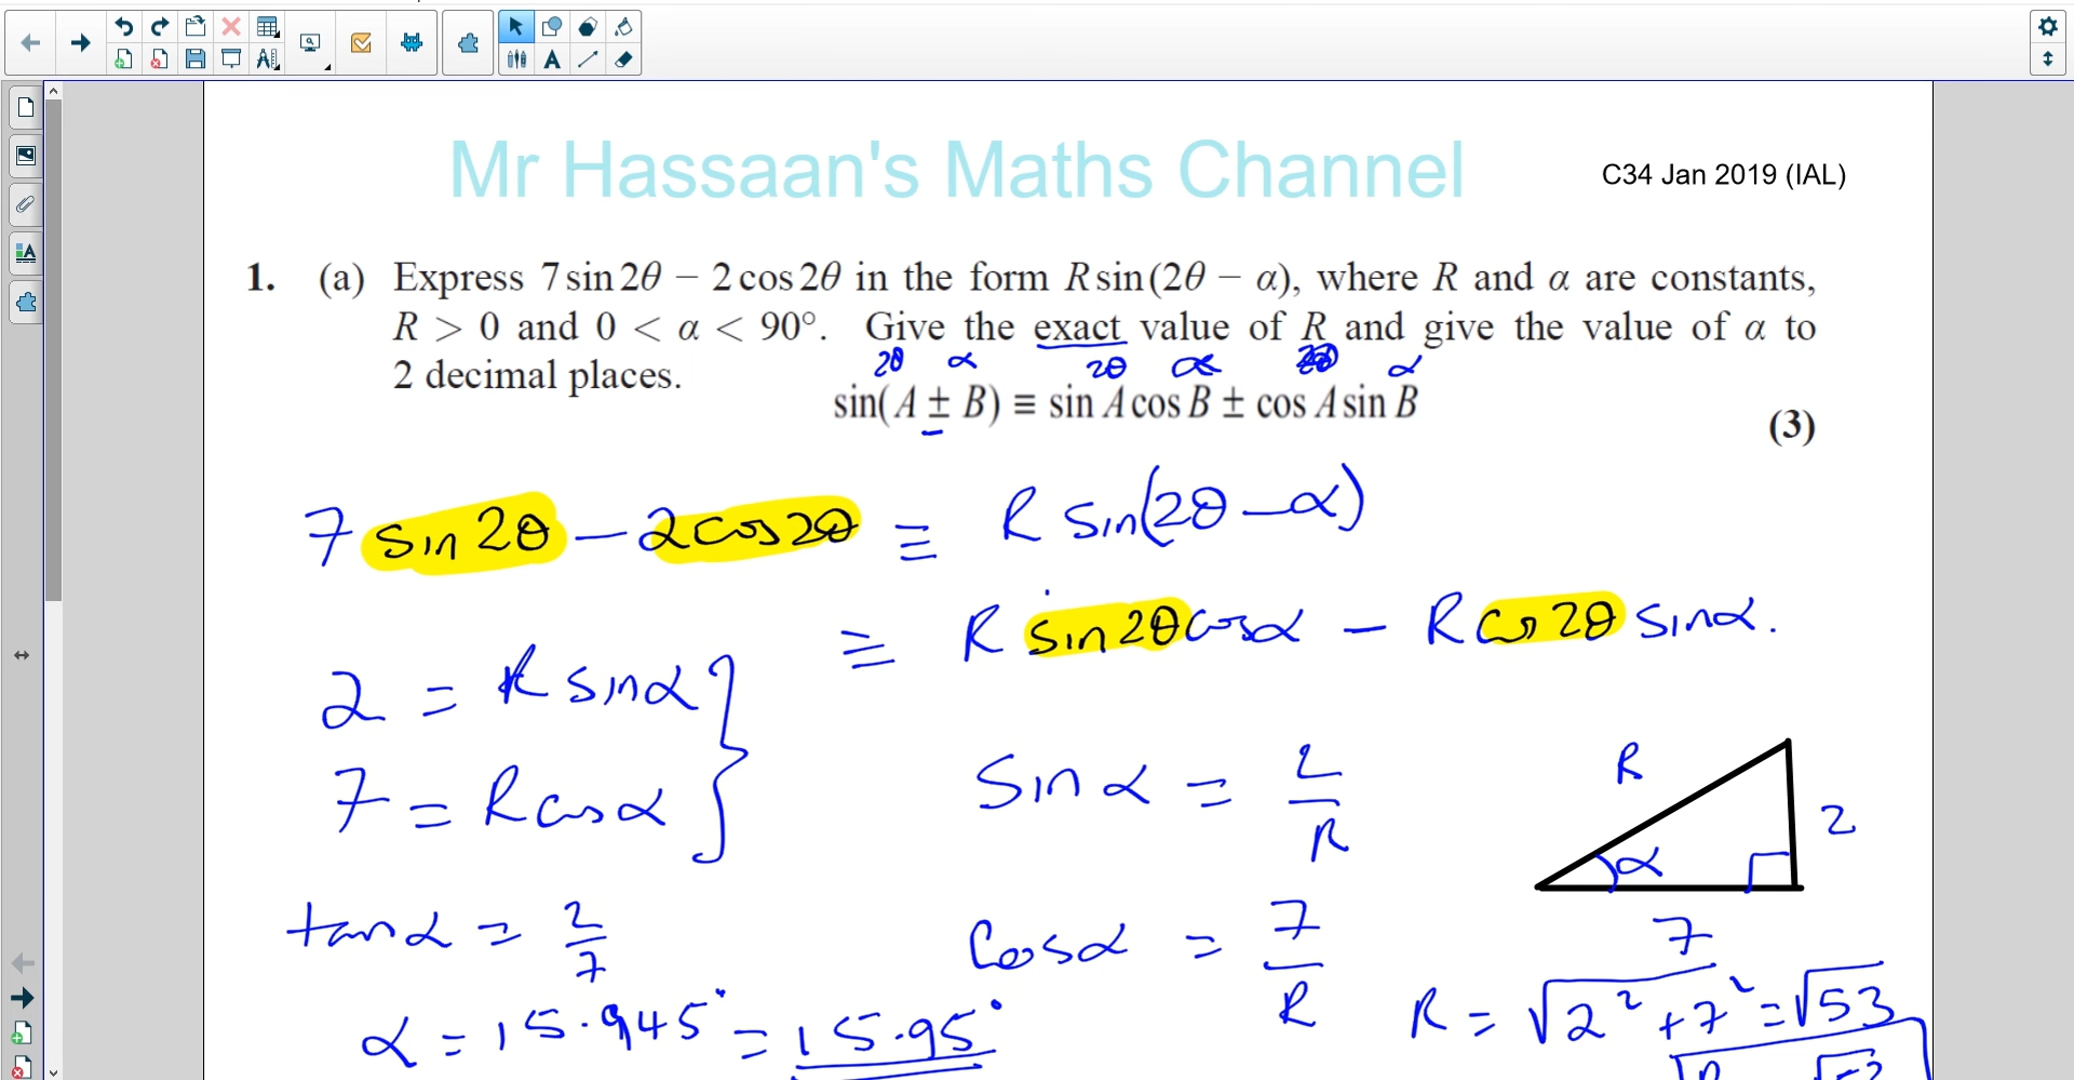 Mr Hassaan's Maths Channel
C34 Jan 2019 (IAL)
1. (a) Express 7 sin 2θ − 2 cos 2θ in the form R sin(2θ − α), where R and α are constants,
R > 0 and 0 < α < 90°. Give the exact value of R and give the value of α to
2 decimal places.
2θ α 2θ α α
sin(A ± B) ≡ sin A cos B ± cos A sin B
(3)
7 sin 2θ − 2 cos 2θ ≡ R sin(2θ − α)
≡ R sin 2θ cos α − R cos 2θ sin α.
2 = R sin α
7 = R cos α
sin α = 2/R
R
2
α
7
tan α = 2/7
cos α = 7/R
R = √2² + 7² = √53
α = 15.945° = 15.95°